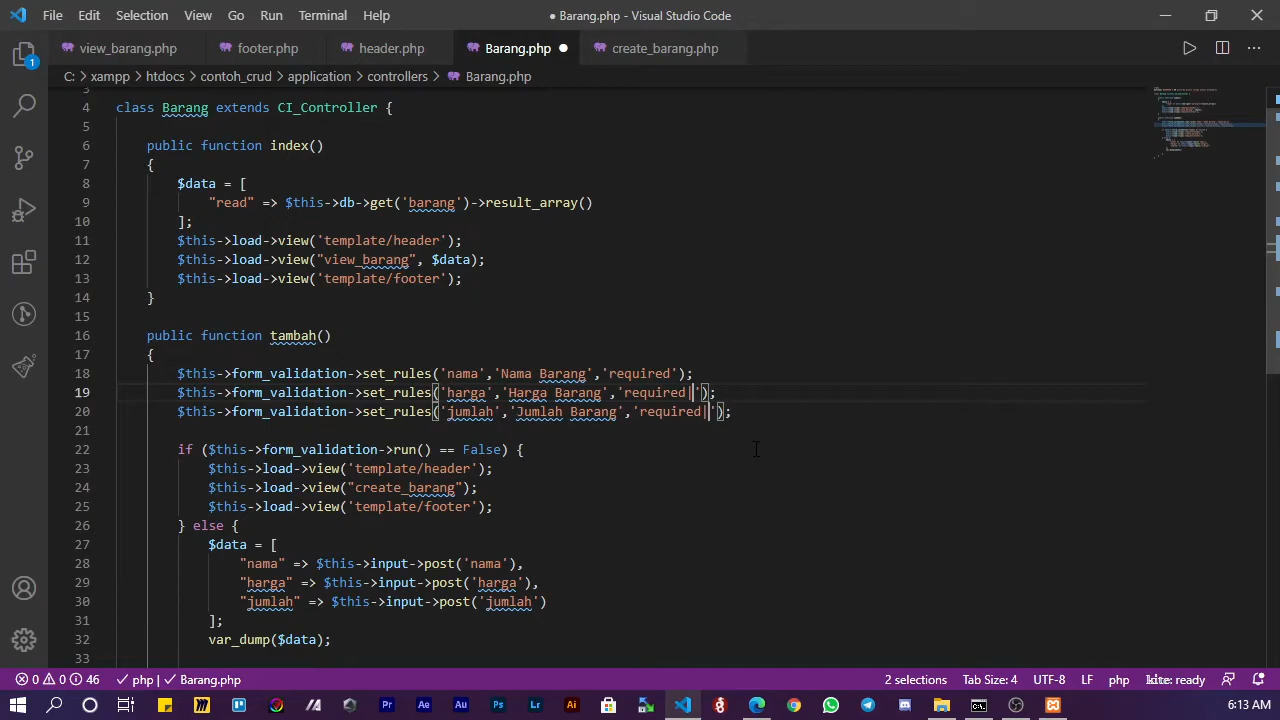 File Edit Selection View Go Run Terminal Help ● Barang.php - Visual Studio Code
view_barang.php footer.php header.php Barang.php ● create_barang.php
C: > xampp > htdocs > contoh_crud > application > controllers > Barang.php
3
4 class Barang extends CI_Controller {
5
6 public function index()
7 {
8 $data = [
9 "read" => $this->db->get('barang')->result_array()
10 ];
11 $this->load->view('template/header');
12 $this->load->view("view_barang", $data);
13 $this->load->view('template/footer');
14 }
15
16 public function tambah()
17 {
18 $this->form_validation->set_rules('nama','Nama Barang','required');
19 $this->form_validation->set_rules('harga','Harga Barang','required|');
20 $this->form_validation->set_rules('jumlah','Jumlah Barang','required|');
21
22 if ($this->form_validation->run() == False) {
23 $this->load->view('template/header');
24 $this->load->view("create_barang");
25 $this->load->view('template/footer');
26 } else {
27 $data = [
28 "nama" => $this->input->post('nama'),
29 "harga" => $this->input->post('harga'),
30 "jumlah" => $this->input->post('jumlah')
31 ];
32 var_dump($data);
33
1
0 0 46 php | Barang.php 2 selections Tab Size: 4 UTF-8 LF php kite: ready
Pr Ae Au Ps Lr Ai 6:13 AM